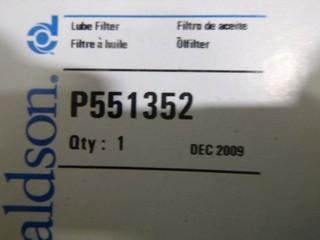 Lube Filter Filtro de aceite
Filtre à huile Ölfilter
P551352
Qty : 1 DEC 2009
aldson.